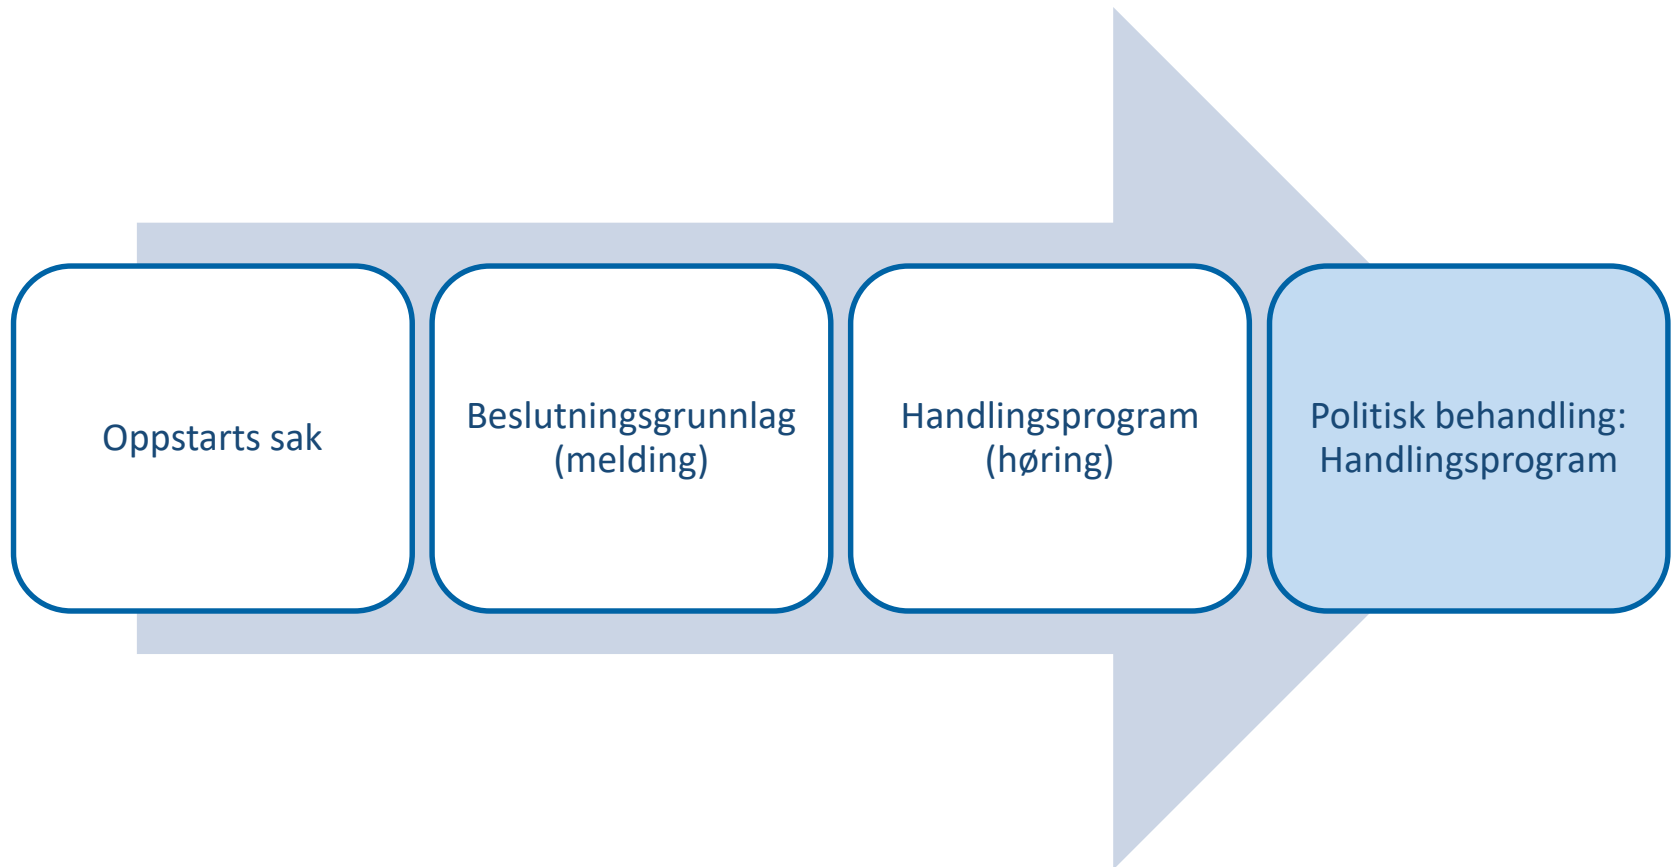 Oppstarts sak
Beslutningsgrunnlag
(melding)
Handlingsprogram
(høring)
Politisk behandling:
Handlingsprogram